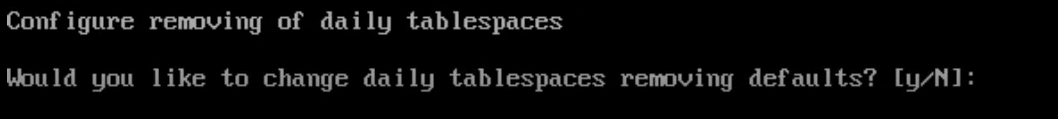 Configure removing of daily tablespaces
Would you like to change daily tablespaces removing defaults? [y/N]: